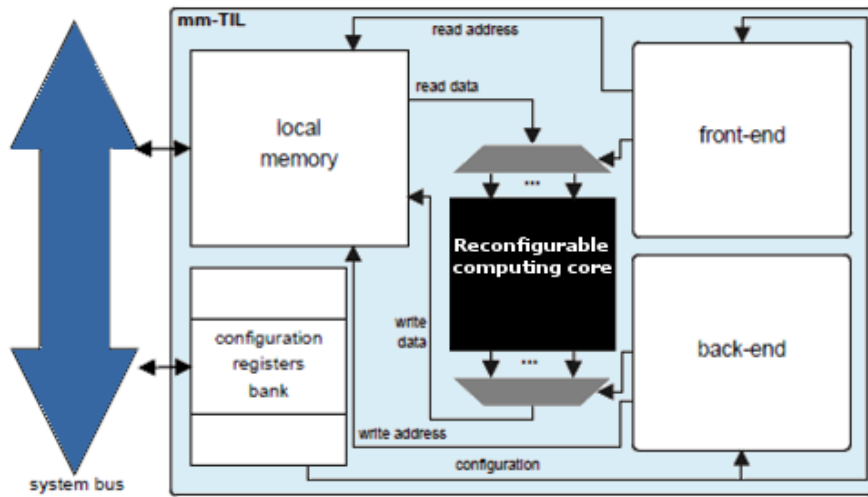 mm-TIL
read address
read data
local
memory
front-end
...
Reconfigurable
computing core
configuration
registers
bank
write
data
...
back-end
write address
configuration
system bus